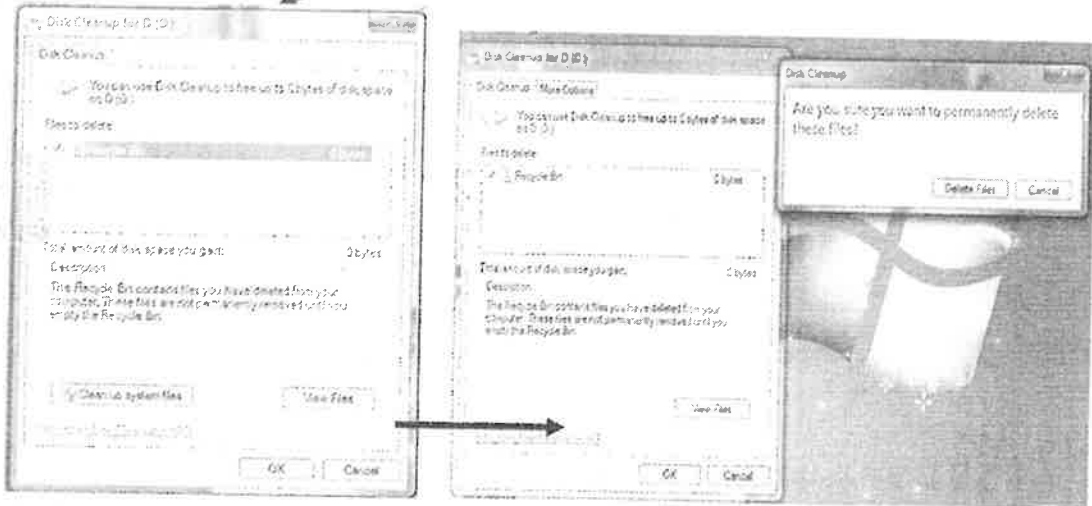 Disk Cleanup for D (D:)
Disk Cleanup
You can use Disk Cleanup to free up to 0 bytes of disk space
on D (D:).
Files to delete:
Total amount of disk space you gain: 0 bytes
Description
The Recycle Bin contains files you have deleted from your
computer. These files are not permanently removed until you
empty the Recycle Bin.
Clean up system files
View Files
OK
Cancel
Disk Cleanup for D (D:)
Disk Cleanup More Options
You can use Disk Cleanup to free up to 0 bytes of disk space
on D (D:).
Files to delete:
Recycle Bin 0 bytes
Total amount of disk space you gain: 0 bytes
Description
The Recycle Bin contains files you have deleted from your
computer. These files are not permanently removed until you
empty the Recycle Bin.
View Files
OK
Cancel
Disk Cleanup
Are you sure you want to permanently delete
these files?
Delete Files
Cancel